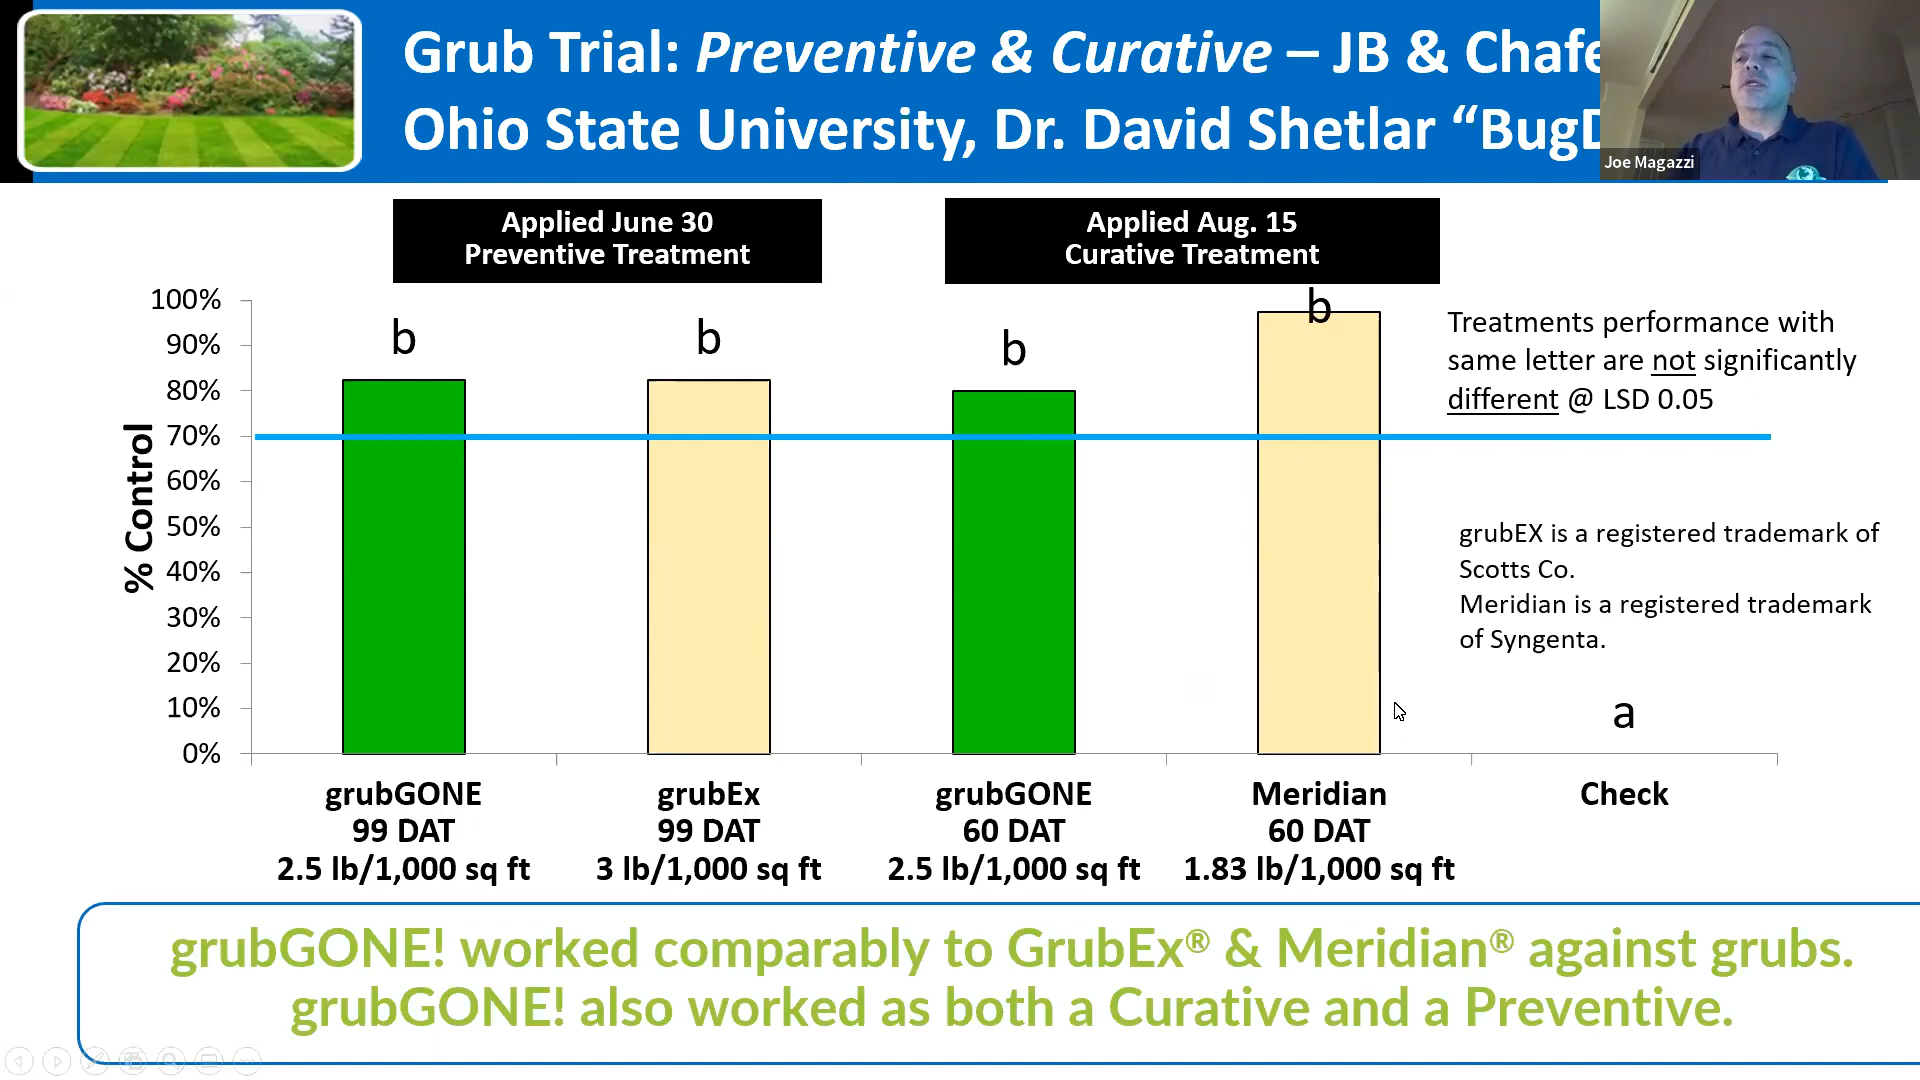 Grub Trial: Preventive & Curative – JB & Chafe
Ohio State University, Dr. David Shetlar “BugD
Joe Magazzi
Applied June 30
Preventive Treatment
Applied Aug. 15
Curative Treatment
% Control
100%
90%
80%
70%
60%
50%
40%
30%
20%
10%
0%
b
b
b
b
a
Treatments performance with
same letter are not significantly
different @ LSD 0.05
grubEX is a registered trademark of
Scotts Co.
Meridian is a registered trademark
of Syngenta.
grubGONE
99 DAT
2.5 lb/1,000 sq ft
grubEx
99 DAT
3 lb/1,000 sq ft
grubGONE
60 DAT
2.5 lb/1,000 sq ft
Meridian
60 DAT
1.83 lb/1,000 sq ft
Check
grubGONE! worked comparably to GrubEx® & Meridian® against grubs.
grubGONE! also worked as both a Curative and a Preventive.